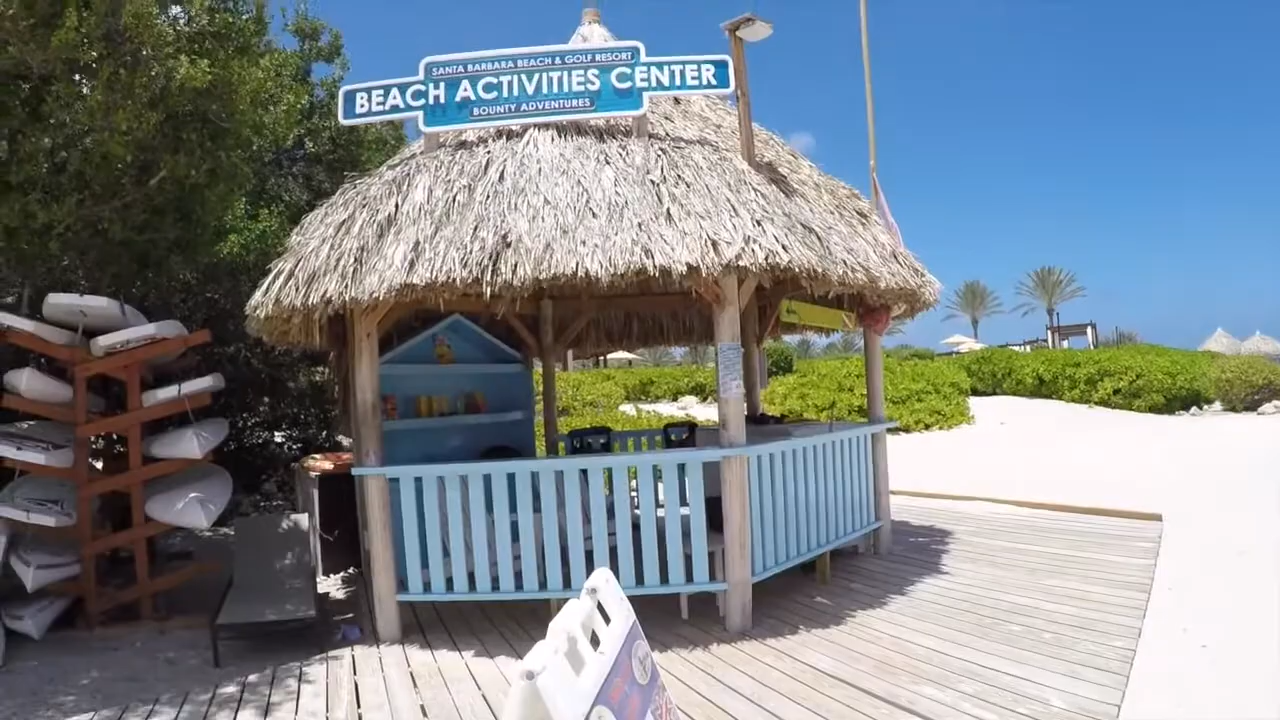 SANTA BARBARA BEACH & GOLF RESORT
BEACH ACTIVITIES CENTER
BOUNTY ADVENTURES